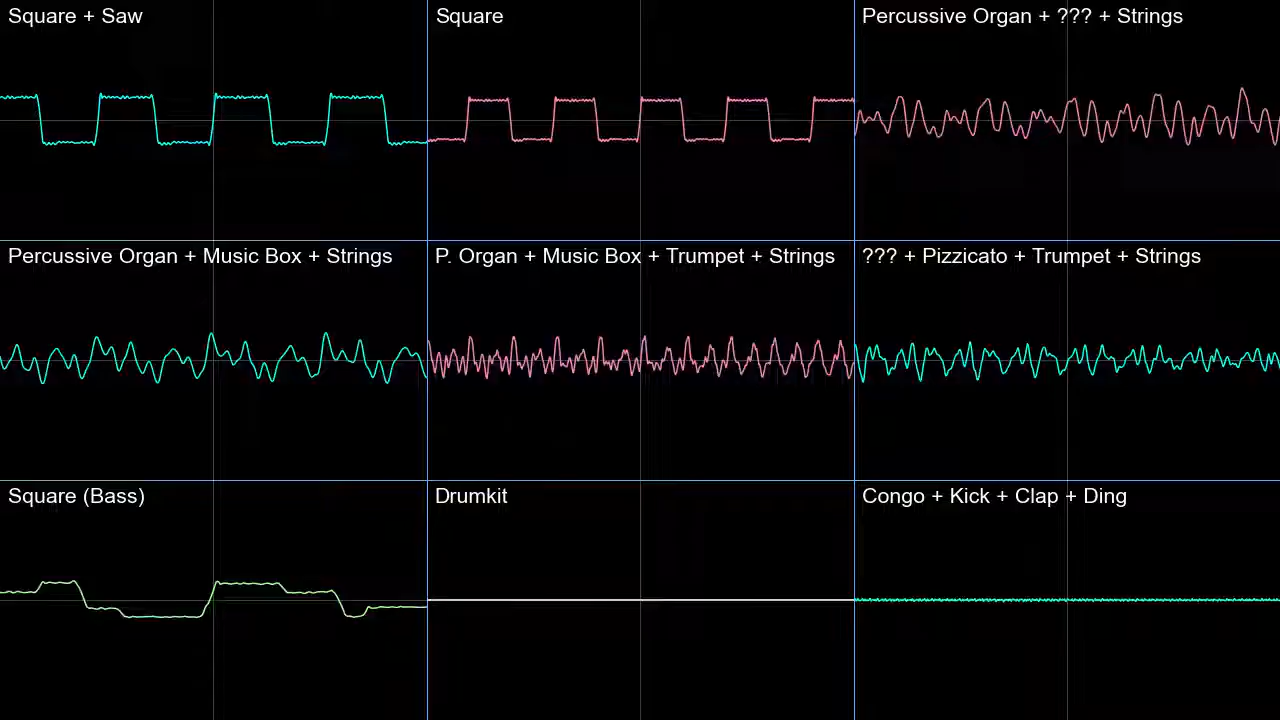 Square + Saw
Square
Percussive Organ + ??? + Strings
Percussive Organ + Music Box + Strings
P. Organ + Music Box + Trumpet + Strings
??? + Pizzicato + Trumpet + Strings
Square (Bass)
Drumkit
Congo + Kick + Clap + Ding